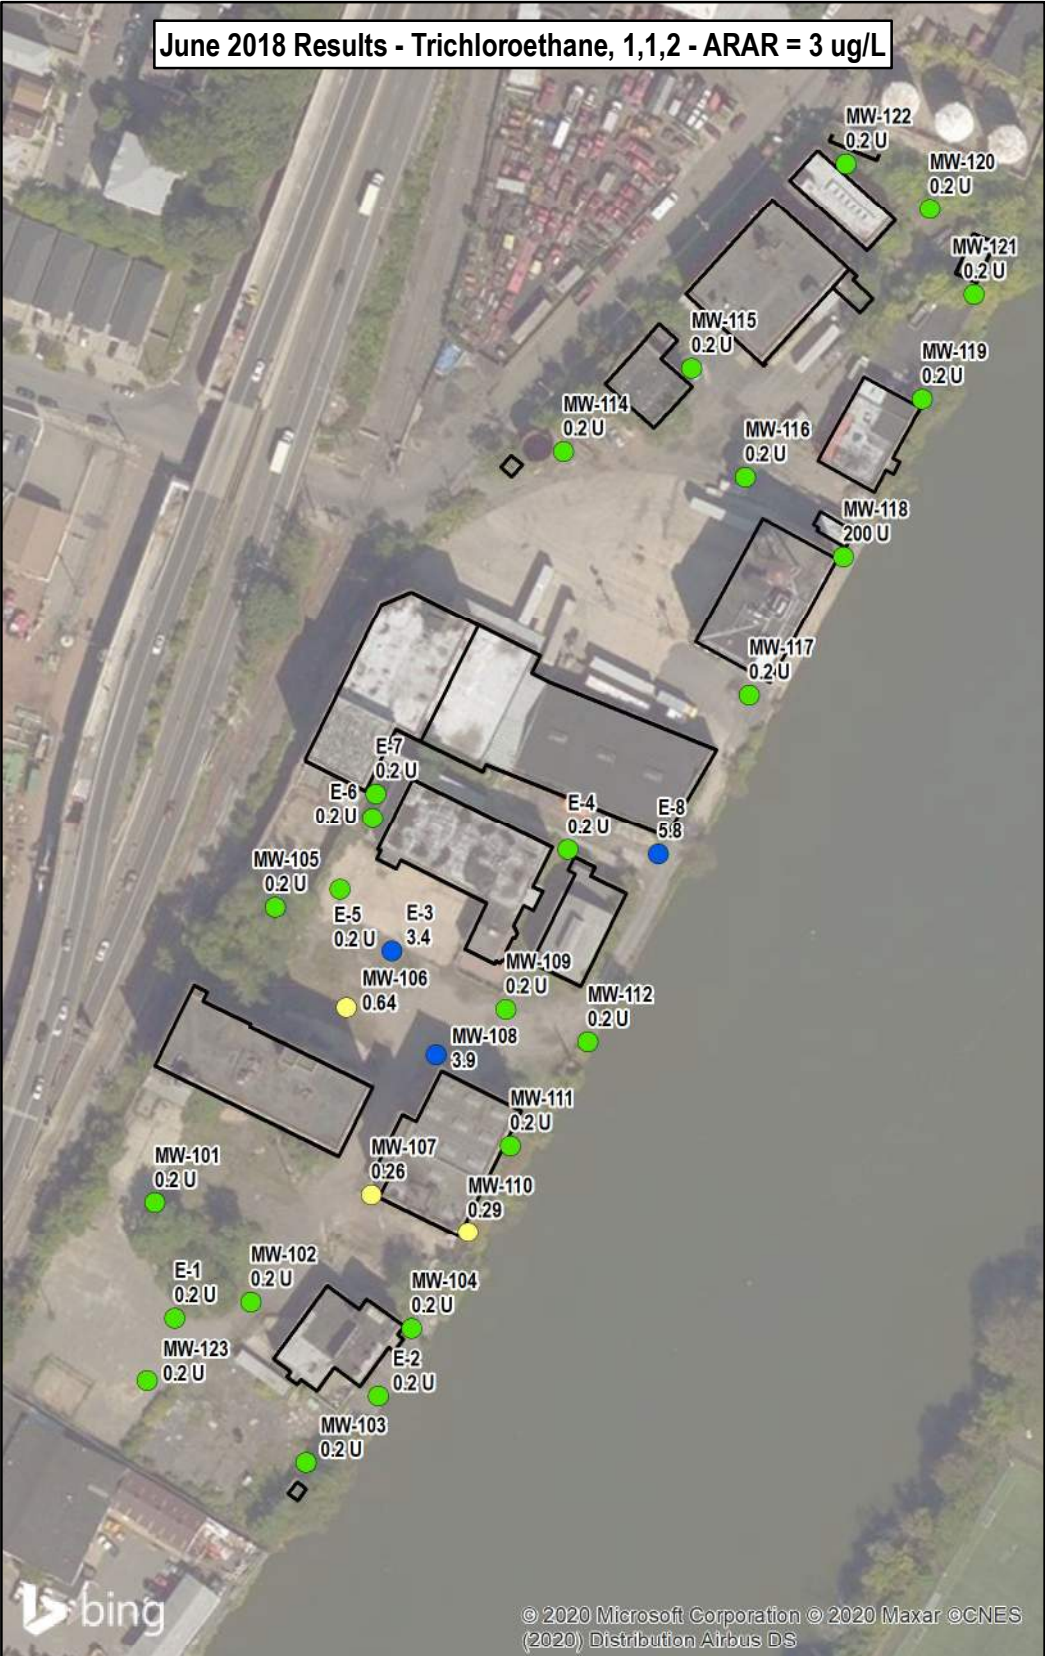 June 2018 Results - Trichloroethane, 1,1,2 - ARAR = 3 ug/L
MW-122
0.2 U
MW-120
0.2 U
MW-121
0.2 U
MW-115
0.2 U
MW-119
0.2 U
MW-114
0.2 U
MW-116
0.2 U
MW-118
200 U
MW-117
0.2 U
E-7
0.2 U
E-6
0.2 U
E-4
0.2 U
E-8
5.8
MW-105
0.2 U
E-5
0.2 U
E-3
3.4
MW-106
0.64
MW-109
0.2 U
MW-112
0.2 U
MW-108
3.9
MW-111
0.2 U
MW-107
0.26
MW-101
0.2 U
MW-110
0.29
MW-102
0.2 U
E-1
0.2 U
MW-104
0.2 U
MW-123
0.2 U
E-2
0.2 U
MW-103
0.2 U
bing
© 2020 Microsoft Corporation © 2020 Maxar ©CNES
(2020) Distribution Airbus DS